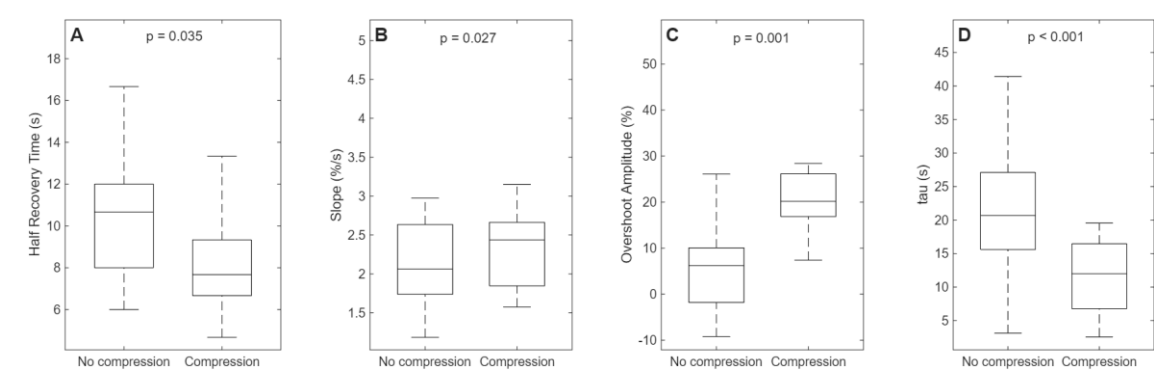 A
p = 0.035
Half Recovery Time (s)
18
16
14
12
10
8
6
No compression Compression
B
p = 0.027
Slope (%/s)
5
4.5
4
3.5
3
2.5
2
1.5
No compression Compression
C
p = 0.001
Overshoot Amplitude (%)
50
40
30
20
10
0
-10
No compression Compression
D
p < 0.001
tau (s)
45
40
35
30
25
20
15
10
5
No compression Compression